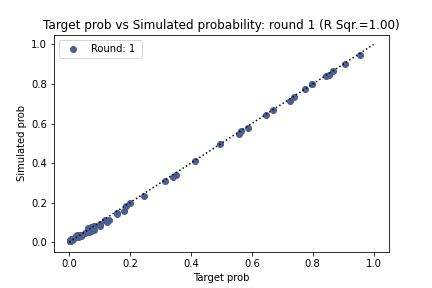 Target prob vs Simulated probability: round 1 (R Sqr.=1.00)
Round: 1
1.0
0.8
0.6
0.4
0.2
0.0
Simulated prob
0.0 0.2 0.4 0.6 0.8 1.0
Target prob